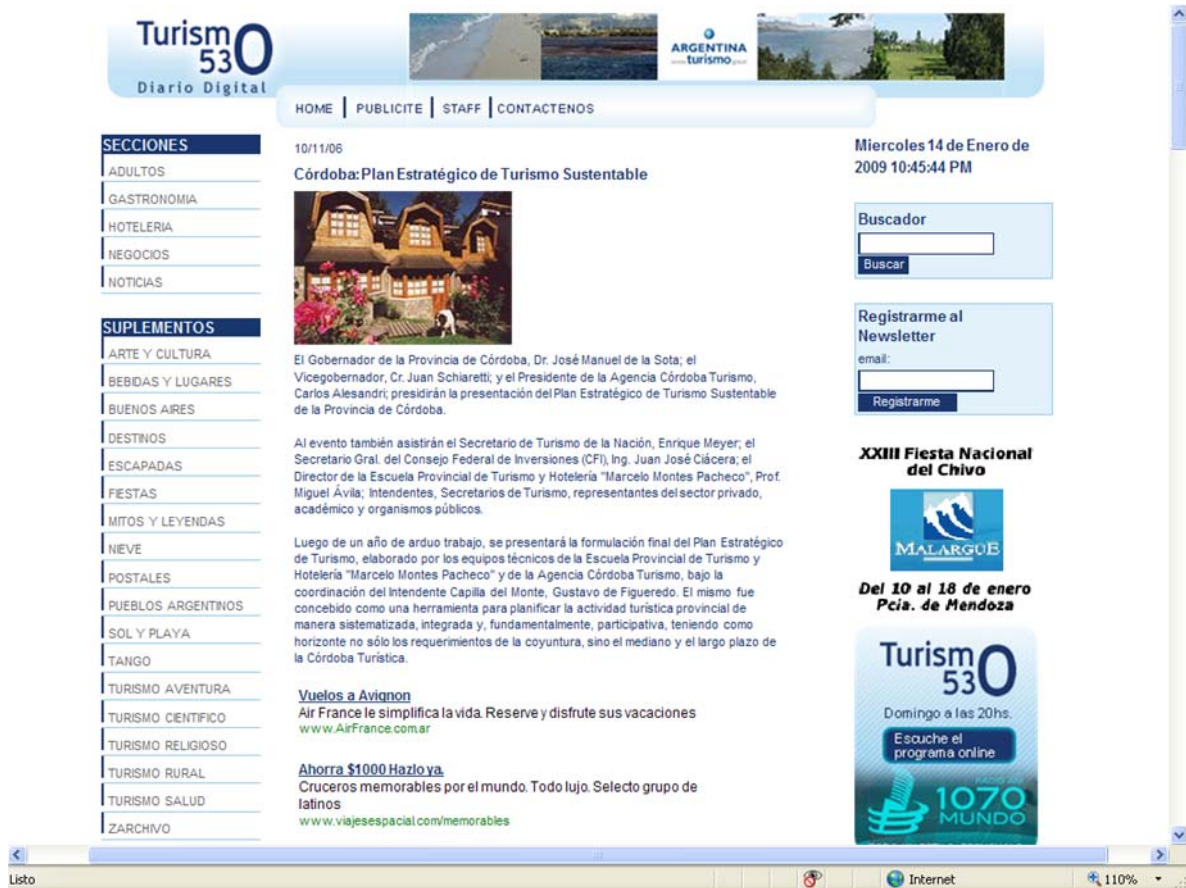 Turismo
530
Diario Digital
ARGENTINA
turismo
HOME
PUBLICITE
STAFF
CONTACTENOS
SECCIONES
ADULTOS
GASTRONOMIA
HOTELERIA
NEGOCIOS
NOTICIAS
SUPLEMENTOS
ARTE Y CULTURA
BEBIDAS Y LUGARES
BUENOS AIRES
DESTINOS
ESCAPADAS
FIESTAS
MITOS Y LEYENDAS
NIEVE
POSTALES
PUEBLOS ARGENTINOS
SOL Y PLAYA
TANGO
TURISMO AVENTURA
TURISMO CIENTIFICO
TURISMO RELIGIOSO
TURISMO RURAL
TURISMO SALUD
ZARCHIVO
10/11/06
Córdoba: Plan Estratégico de Turismo Sustentable
El Gobernador de la Provincia de Córdoba, Dr. José Manuel de la Sota; el
Vicegobernador, Cr. Juan Schiaretti; y el Presidente de la Agencia Córdoba Turismo,
Carlos Alesandri; presidirán la presentación del Plan Estratégico de Turismo Sustentable
de la Provincia de Córdoba.
Al evento también asistirán el Secretario de Turismo de la Nación, Enrique Meyer; el
Secretario Gral. del Consejo Federal de Inversiones (CFI), Ing. Juan José Ciácera; el
Director de la Escuela Provincial de Turismo y Hotelería "Marcelo Montes Pacheco", Prof.
Miguel Ávila; Intendentes, Secretarios de Turismo, representantes del sector privado,
académico y organismos públicos.
Luego de un año de arduo trabajo, se presentará la formulación final del Plan Estratégico
de Turismo, elaborado por los equipos técnicos de la Escuela Provincial de Turismo y
Hotelería "Marcelo Montes Pacheco" y de la Agencia Córdoba Turismo, bajo la
coordinación del Intendente Capilla del Monte, Gustavo de Figueredo. El mismo fue
concebido como una herramienta para planificar la actividad turística provincial de
manera sistematizada, integrada y, fundamentalmente, participativa, teniendo como
horizonte no sólo los requerimientos de la coyuntura, sino el mediano y el largo plazo de
la Córdoba Turística.
Vuelos a Avignon
Air France le simplifica la vida. Reserve y disfrute sus vacaciones
www.AirFrance.com.ar
Ahorra $1000 Hazlo ya.
Cruceros memorables por el mundo. Todo lujo. Selecto grupo de
latinos
www.viajesespacial.com/memorables
Miercoles 14 de Enero de
2009 10:45:44 PM
Buscador
Buscar
Registrarme al
Newsletter
email:
Registrarme
XXIII Fiesta Nacional
del Chivo
MALARGÜE
Del 10 al 18 de enero
Pcia. de Mendoza
Turismo
530
Domingo a las 20hs.
Escuche el
programa online
1070
MUNDO
Listo
Internet
110%